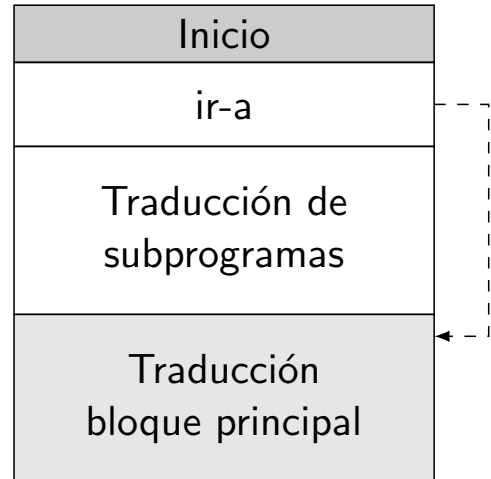 Inicio
ir-a
Traducción de
subprogramas
Traducción
bloque principal